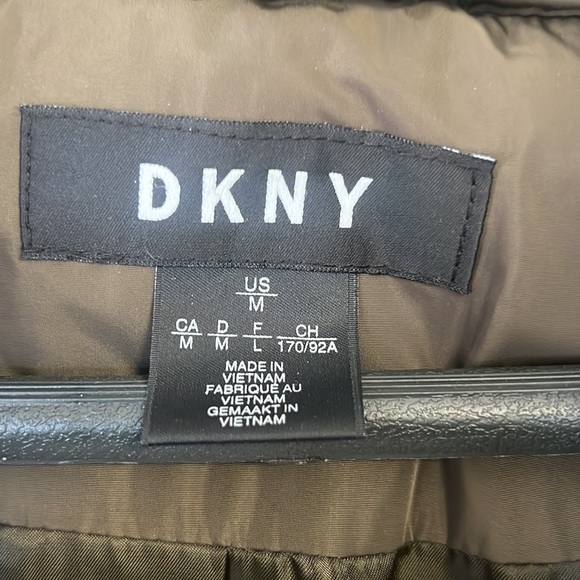 DKNY
US
M
CA D F CH
M M L 170/92A
MADE IN
VIETNAM
FABRIQUÉ AU
VIETNAM
GEMAAKT IN
VIETNAM